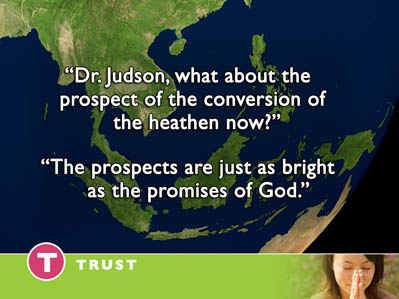 “Dr. Judson, what about the
prospect of the conversion of
the heathen now?”
“The prospects are just as bright
as the promises of God.”
T TRUST